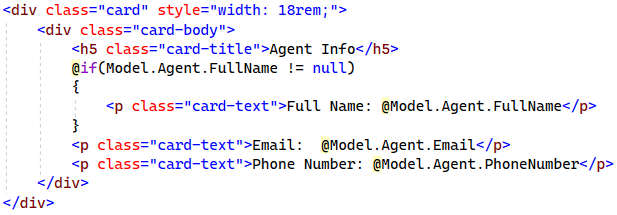 <div class="card" style="width: 18rem;">
    <div class="card-body">
        <h5 class="card-title">Agent Info</h5>
        @if(Model.Agent.FullName != null)
        {
            <p class="card-text">Full Name: @Model.Agent.FullName</p>
        }
        <p class="card-text">Email:  @Model.Agent.Email</p>
        <p class="card-text">Phone Number: @Model.Agent.PhoneNumber</p>
    </div>
</div>